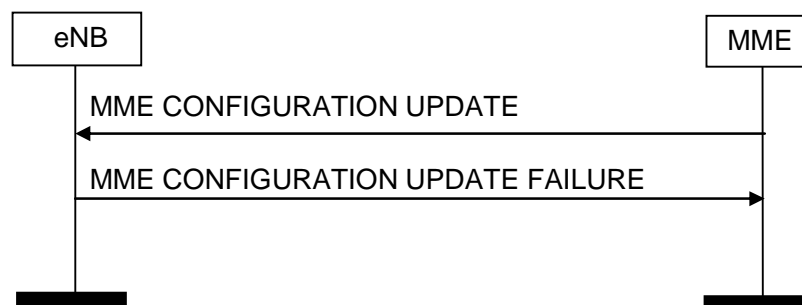 eNB
MME
MME CONFIGURATION UPDATE
MME CONFIGURATION UPDATE FAILURE